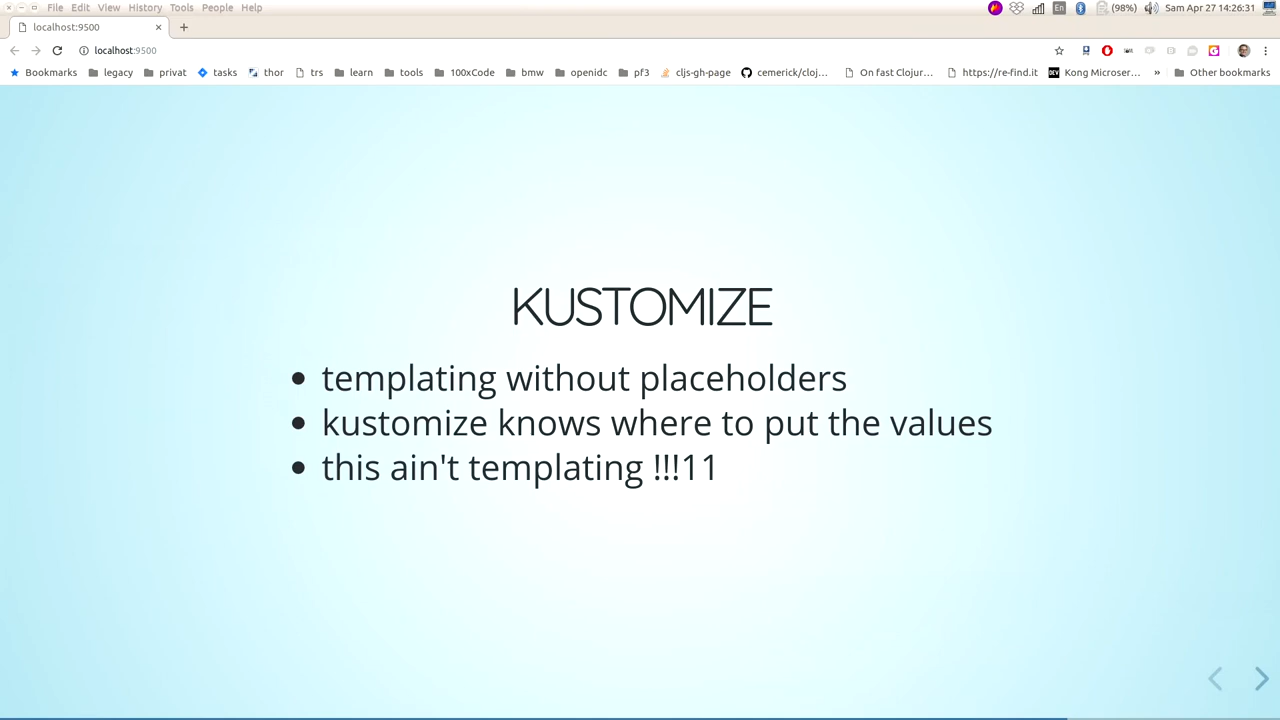 File Edit View History Tools People Help
En (98%) Sam Apr 27 14:26:31
localhost:9500
localhost:9500
Bookmarks legacy privat tasks thor trs learn tools 100xCode bmw openidc pf3 cljs-gh-page cemerick/cloj... On fast Clojur... https://re-find.it DEV Kong Microser... » Other bookmarks
KUSTOMIZE
• templating without placeholders
• kustomize knows where to put the values
• this ain't templating !!!11